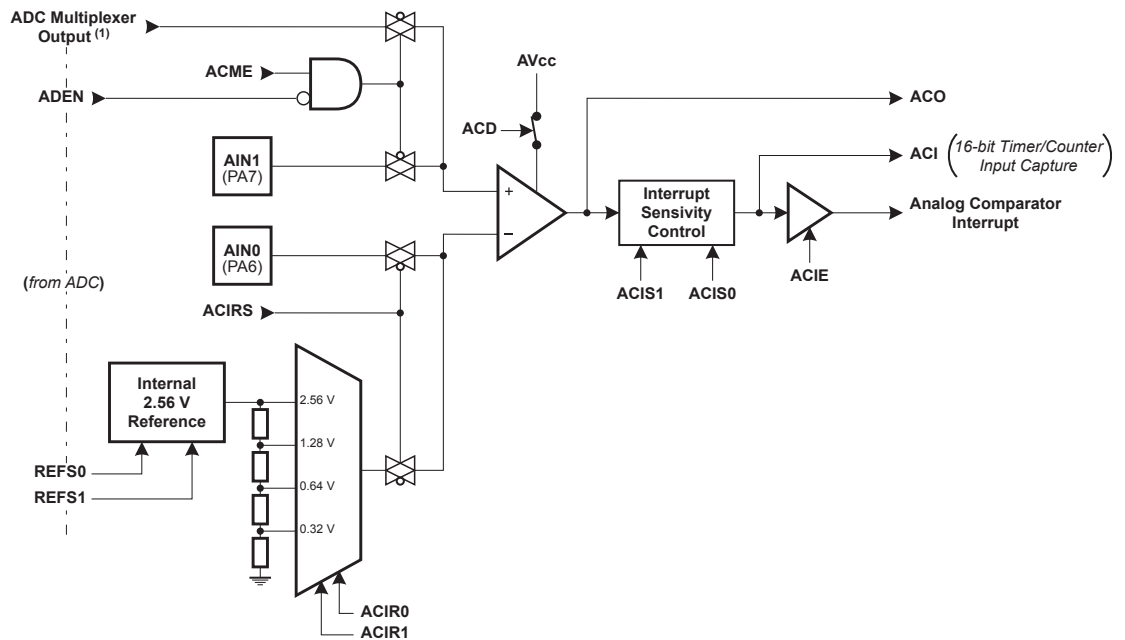 ADC Multiplexer
Output (1)
ACME
ADEN
AVcc
ACD
ACO
ACI (16-bit Timer/Counter
Input Capture)
AIN1
(PA7)
+
−
Interrupt
Sensivity
Control
Analog Comparator
Interrupt
AIN0
(PA6)
(from ADC)
ACIE
ACIS1 ACIS0
ACIRS
Internal
2.56 V
Reference
2.56 V
1.28 V
0.64 V
0.32 V
REFS0
REFS1
ACIR0
ACIR1